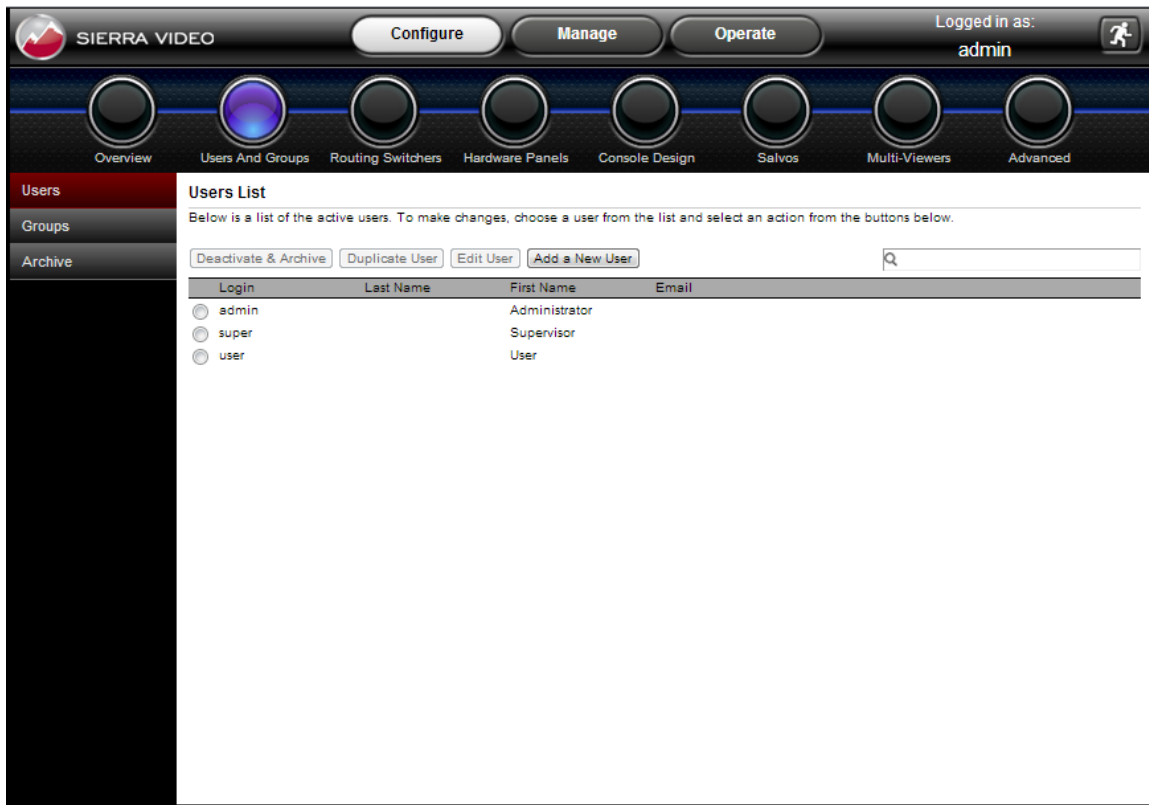 SIERRA VIDEO
Configure
Manage
Operate
Logged in as:
admin
Overview
Users And Groups
Routing Switchers
Hardware Panels
Console Design
Salvos
Multi-Viewers
Advanced
Users
Groups
Archive
Users List
Below is a list of the active users. To make changes, choose a user from the list and select an action from the buttons below.
Deactivate & Archive
Duplicate User
Edit User
Add a New User
Login Last Name First Name Email
admin Administrator
super Supervisor
user User